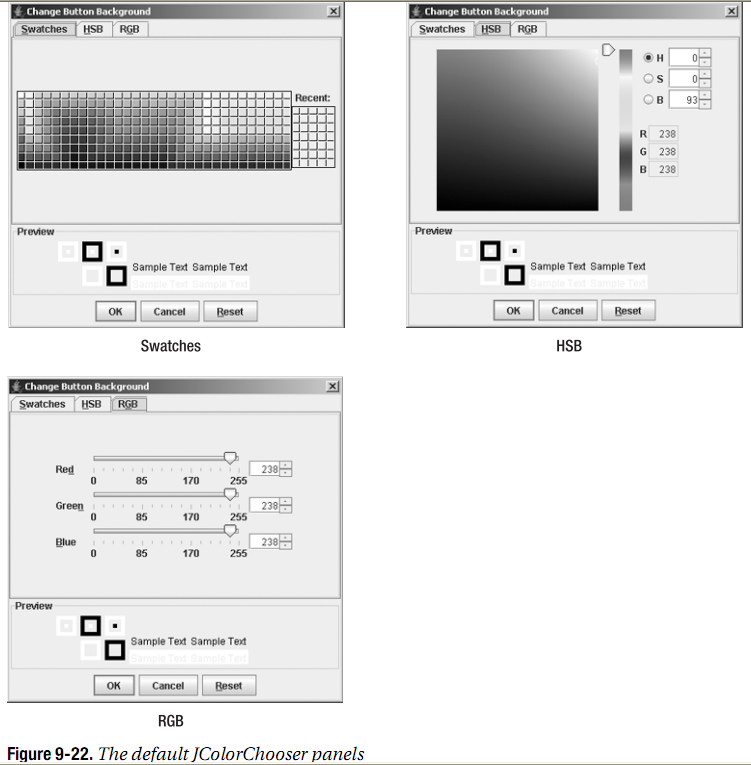 Change Button Background
Swatches HSB RGB
Recent:
Preview
Sample Text Sample Text
Sample Text Sample Text
OK Cancel Reset
Swatches
Change Button Background
Swatches HSB RGB
H 0
S 0
B 93
R 238
G 238
B 238
Preview
Sample Text Sample Text
Sample Text Sample Text
OK Cancel Reset
HSB
Change Button Background
Swatches HSB RGB
Red 238
0 85 170 255
Green 238
0 85 170 255
Blue 238
0 85 170 255
Preview
Sample Text Sample Text
Sample Text Sample Text
OK Cancel Reset
RGB
Figure 9-22. The default JColorChooser panels